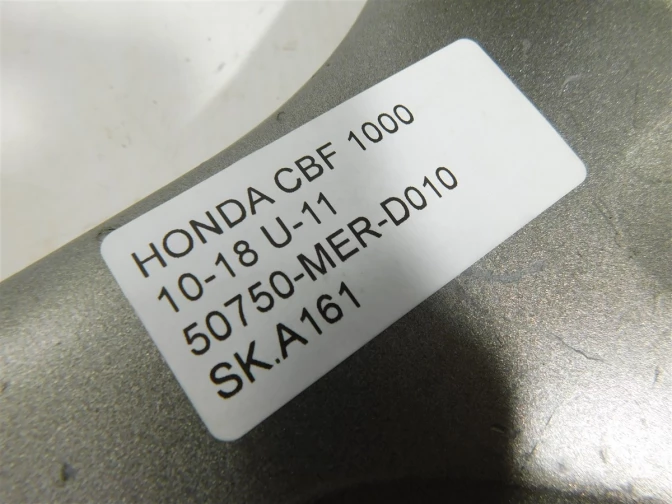 HONDA CBF 1000
10-18 U-11
50750-MER-D010
SK.A161